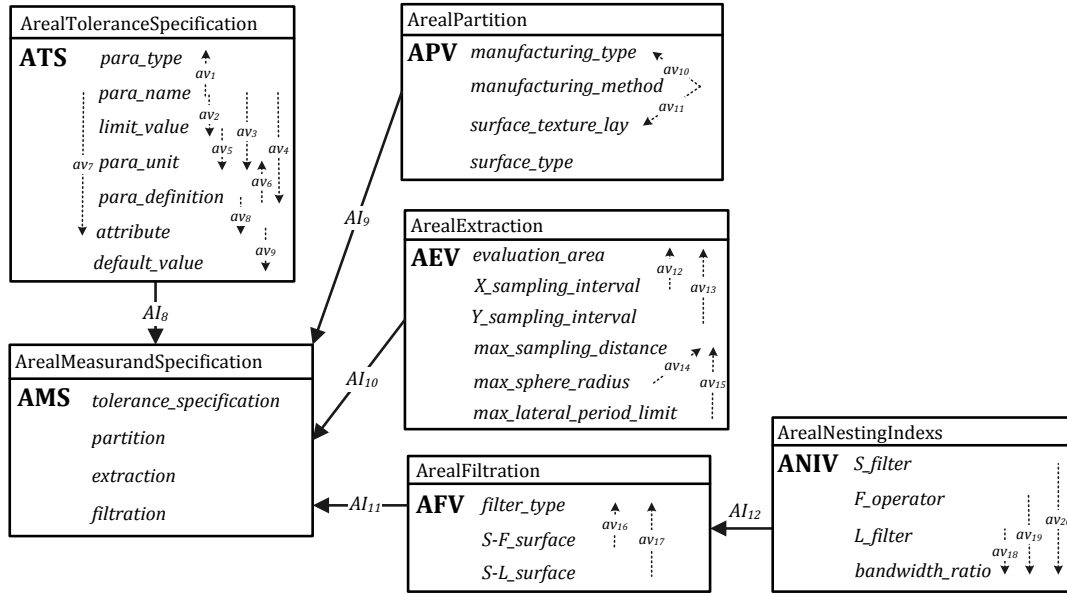 ArealToleranceSpecification
ATS para_type
av1
para_name
av2
limit_value
av3
av4
av5
av7 para_unit
av6
para_definition
av8
attribute
av9
default_value
AI8
ArealPartition
APV manufacturing_type
av10
manufacturing_method
av11
surface_texture_lay
surface_type
AI9
ArealExtraction
AEV evaluation_area
av12
X_sampling_interval
av13
Y_sampling_interval
max_sampling_distance
av14
max_sphere_radius
av15
max_lateral_period_limit
AI10
ArealMeasurandSpecification
AMS tolerance_specification
partition
extraction
filtration
AI11
ArealFiltration
AFV filter_type
av16
S-F_surface
av17
S-L_surface
AI12
ArealNestingIndexs
ANIV S_filter
F_operator
av20
L_filter
av19
av18
bandwidth_ratio